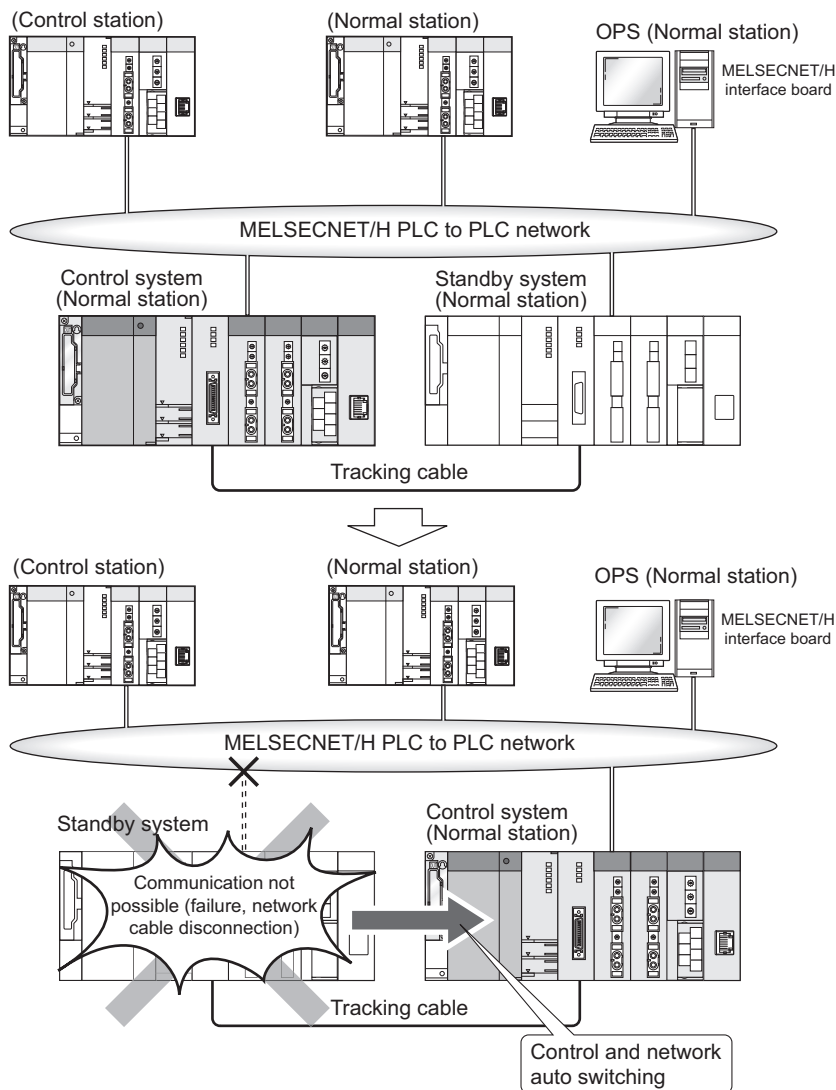 (Control station)
(Normal station)
OPS (Normal station)
MELSECNET/H
interface board
MELSECNET/H PLC to PLC network
Control system
(Normal station)
Standby system
(Normal station)
Tracking cable
(Control station)
(Normal station)
OPS (Normal station)
MELSECNET/H
interface board
MELSECNET/H PLC to PLC network
Standby system
Control system
(Normal station)
Communication not
possible (failure, network
cable disconnection)
Tracking cable
Control and network
auto switching